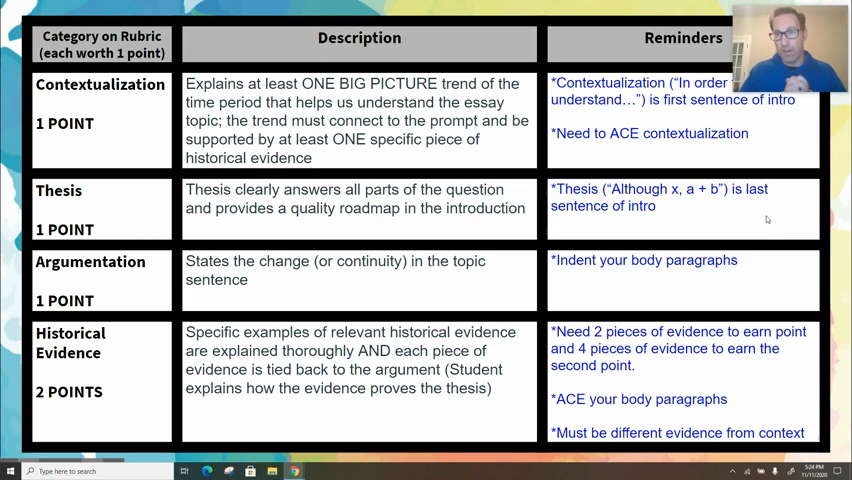 Category on Rubric
(each worth 1 point)
Description
Reminders
Contextualization
1 POINT
Explains at least ONE BIG PICTURE trend of the
time period that helps us understand the essay
topic; the trend must connect to the prompt and be
supported by at least ONE specific piece of
historical evidence
*Contextualization (“In order
understand…”) is first sentence of intro
*Need to ACE contextualization
Thesis
1 POINT
Thesis clearly answers all parts of the question
and provides a quality roadmap in the introduction
*Thesis (“Although x, a + b”) is last
sentence of intro
Argumentation
1 POINT
States the change (or continuity) in the topic
sentence
*Indent your body paragraphs
Historical
Evidence
2 POINTS
Specific examples of relevant historical evidence
are explained thoroughly AND each piece of
evidence is tied back to the argument (Student
explains how the evidence proves the thesis)
*Need 2 pieces of evidence to earn point
and 4 pieces of evidence to earn the
second point.
*ACE your body paragraphs
*Must be different evidence from context
Type here to search
5:24 PM
11/11/2020